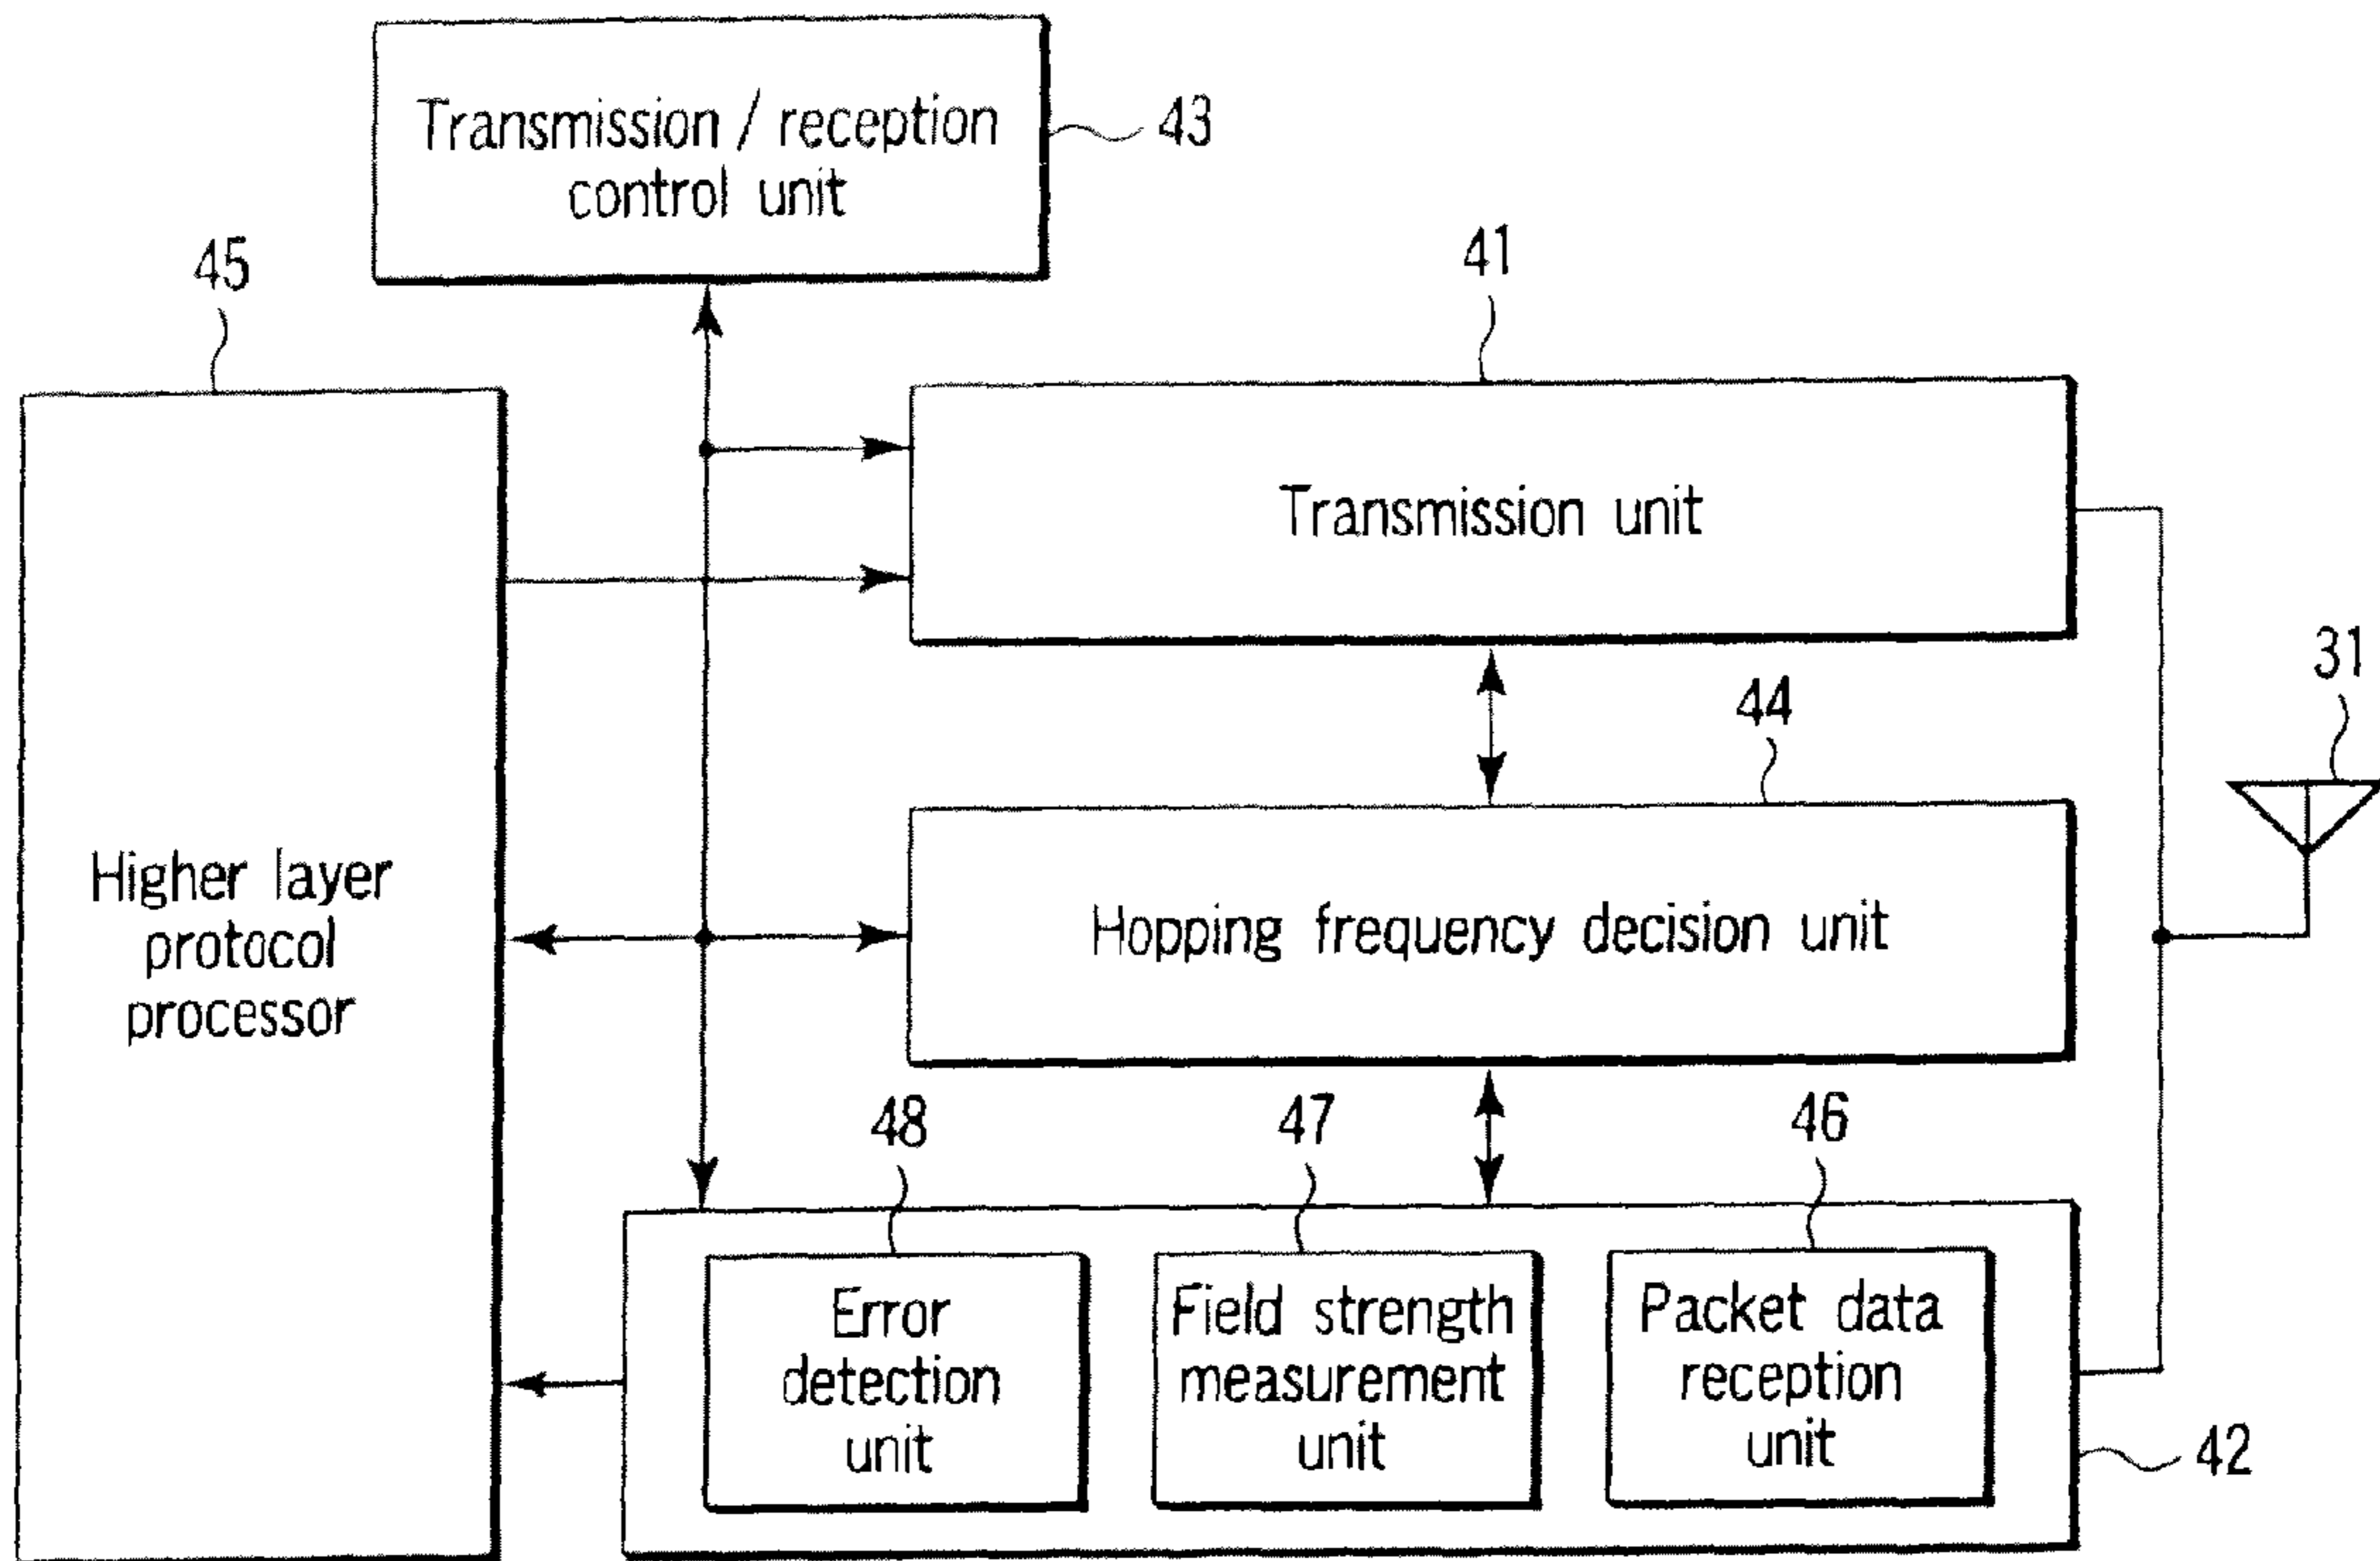 Transmission / reception
control unit
43
45
41
Transmission unit
31
44
Higher layer
protocol
processor
Hopping frequency decision unit
48
47
46
Error
detection
unit
Field strength
measurement
unit
Packet data
reception
unit
42